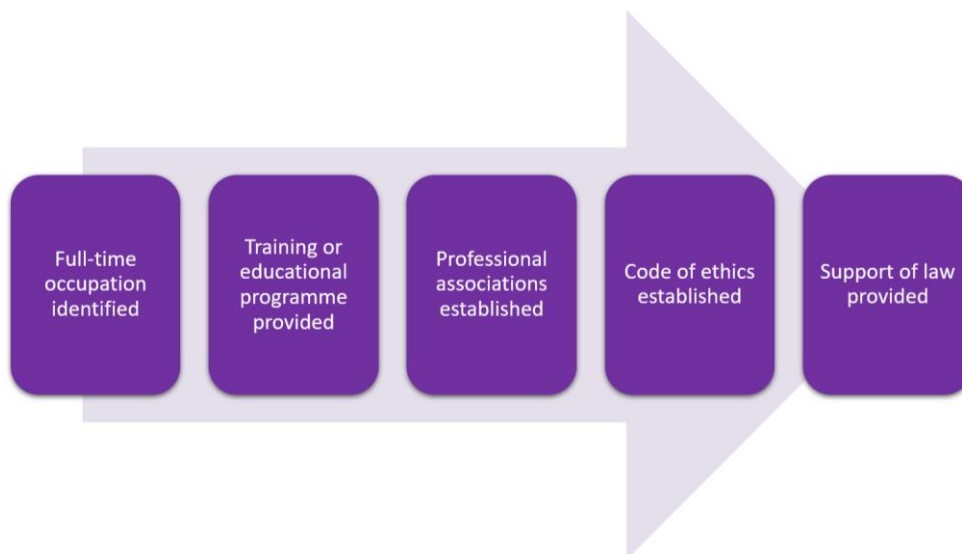 Full-time
occupation
identified
Training or
educational
programme
provided
Professional
associations
established
Code of ethics
established
Support of law
provided